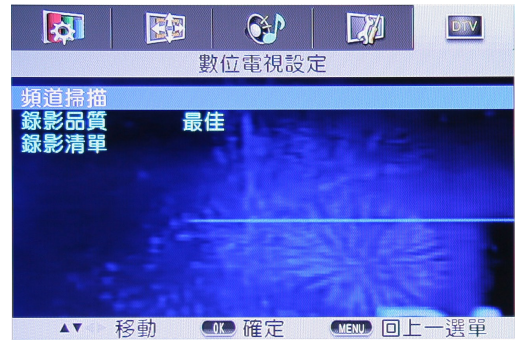 DTV
數位電視設定
頻道掃描
錄影品質 最佳
錄影清單
▲▼◀▶ 移動 OK 確定 MENU 回上一選單